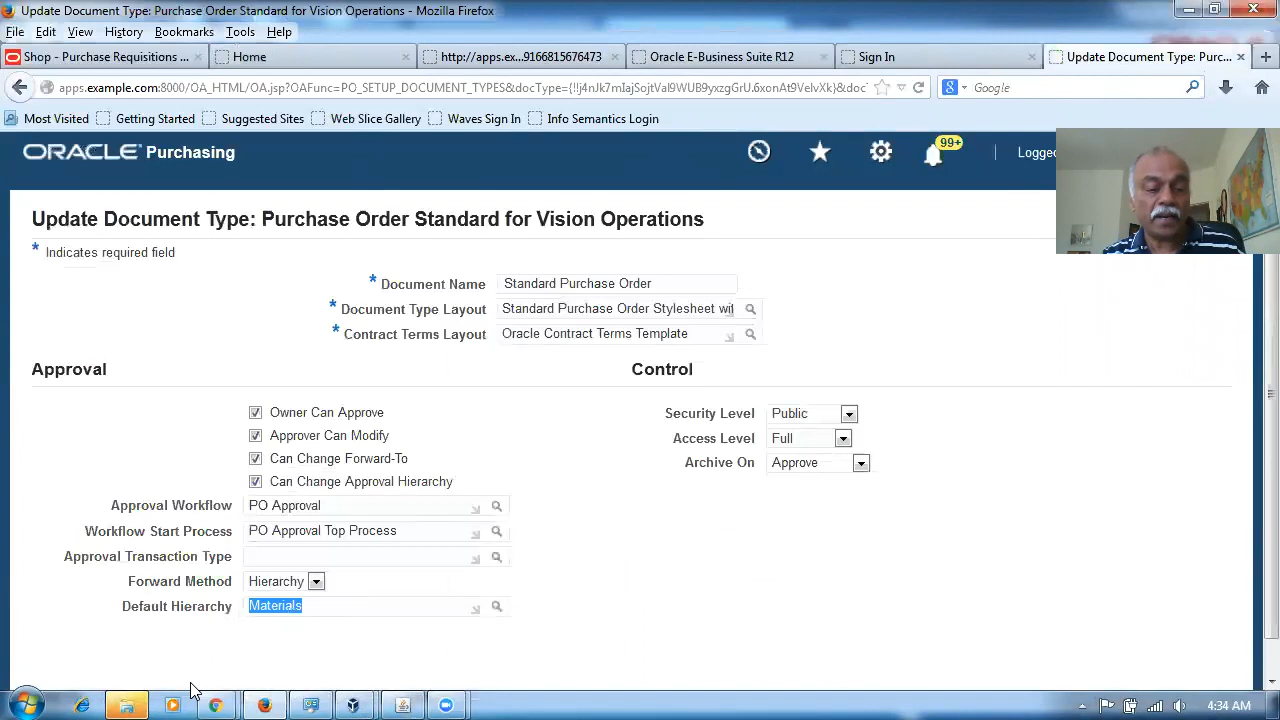 Update Document Type: Purchase Order Standard for Vision Operations - Mozilla Firefox
File Edit View History Bookmarks Tools Help
Shop - Purchase Requisitions ... Home http://apps.ex...9166815676473 Oracle E-Business Suite R12 Sign In Update Document Type: Purc...
apps.example.com:8000/OA_HTML/ Google
Most Visited Getting Started Suggested Sites Web Slice Gallery Waves Sign In Info Semantics Corporation
ORACLE Purchasing 99+ Logged
Update Document Type: Purchase Order Standard for Vision Operations
* Indicates required field
* Document Name Standard Purchase Order
* Document Type Layout Standard Purchase Order Stylesheet wit
* Contract Terms Layout Oracle Contract Terms Template
Approval Control
Owner Can Approve Security Level Public
Approver Can Modify Access Level Full
Can Change Forward-To Archive On Approve
Can Change Approval Hierarchy
Approval Workflow PO Approval
Workflow Start Process PO Approval Top Process
Approval Transaction Type
Forward Method Hierarchy
Default Hierarchy Materials
4:34 AM